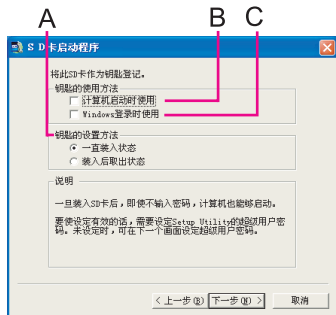 A B C
SD卡启动程序
将此SD卡作为钥匙登记。
钥匙的使用方法
计算机启动时使用
Windows登录时使用
钥匙的设置方法
一直装入状态
装入后取出状态
说明
一旦装入SD卡后，即使不输入密码，计算机也能够启动。
要使设定有效的话，需要设定Setup Utility的超级用户密
码。未设定时，可在下一个画面设定超级用户密码。
< 上一步(B) 下一步(N) > 取消